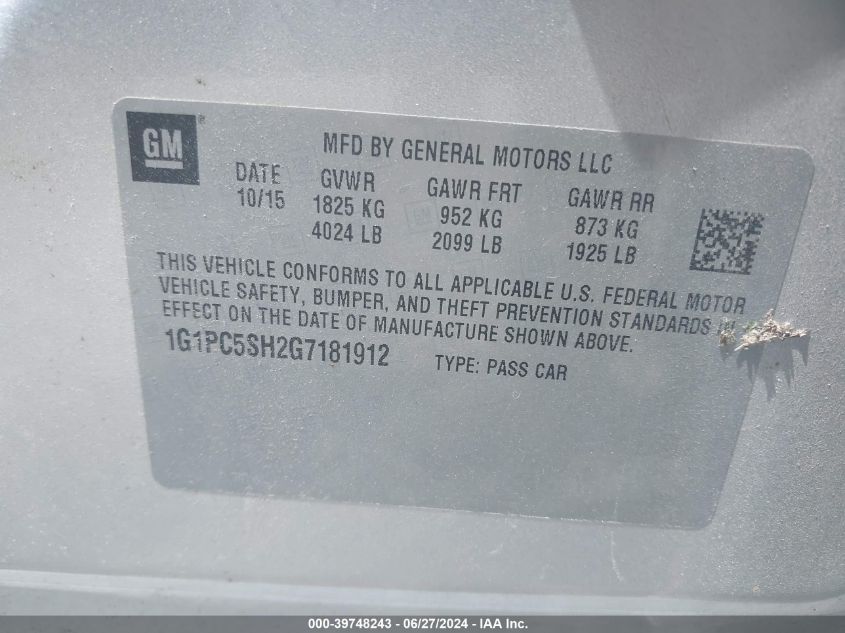 GM®
MFD BY GENERAL MOTORS LLC
DATE GVWR GAWR FRT GAWR RR
10/15 1825 KG 952 KG 873 KG
4024 LB 2099 LB 1925 LB
THIS VEHICLE CONFORMS TO ALL APPLICABLE U.S. FEDERAL MOTOR
VEHICLE SAFETY, BUMPER, AND THEFT PREVENTION STANDARDS IN
EFFECT ON THE DATE OF MANUFACTURE SHOWN ABOVE.
1G1PC5SH2G7181912 TYPE: PASS CAR
000-39748243 - 06/27/2024 - IAA Inc.